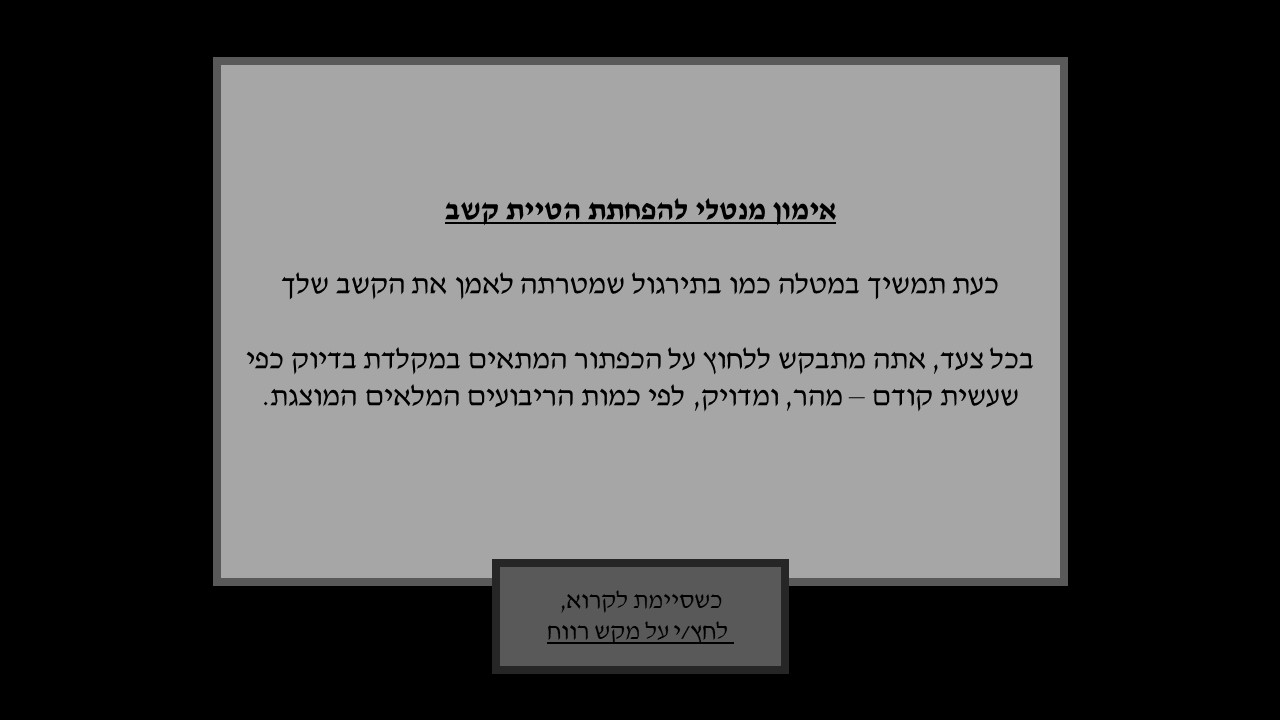 אימון מנטלי להפחתת הטיית קשב
כעת תמשיך במטלה כמו בתירגול שמטרתה לאמן את הקשב שלך
בכל צעד, אתה מתבקש ללחוץ על הכפתור המתאים במקלדת בדיוק כפי
שעשית קודם – מהר, ומדויק, לפי כמות הריבועים המלאים המוצגת.
כשסיימת לקרוא,
לחץ/י על מקש רווח